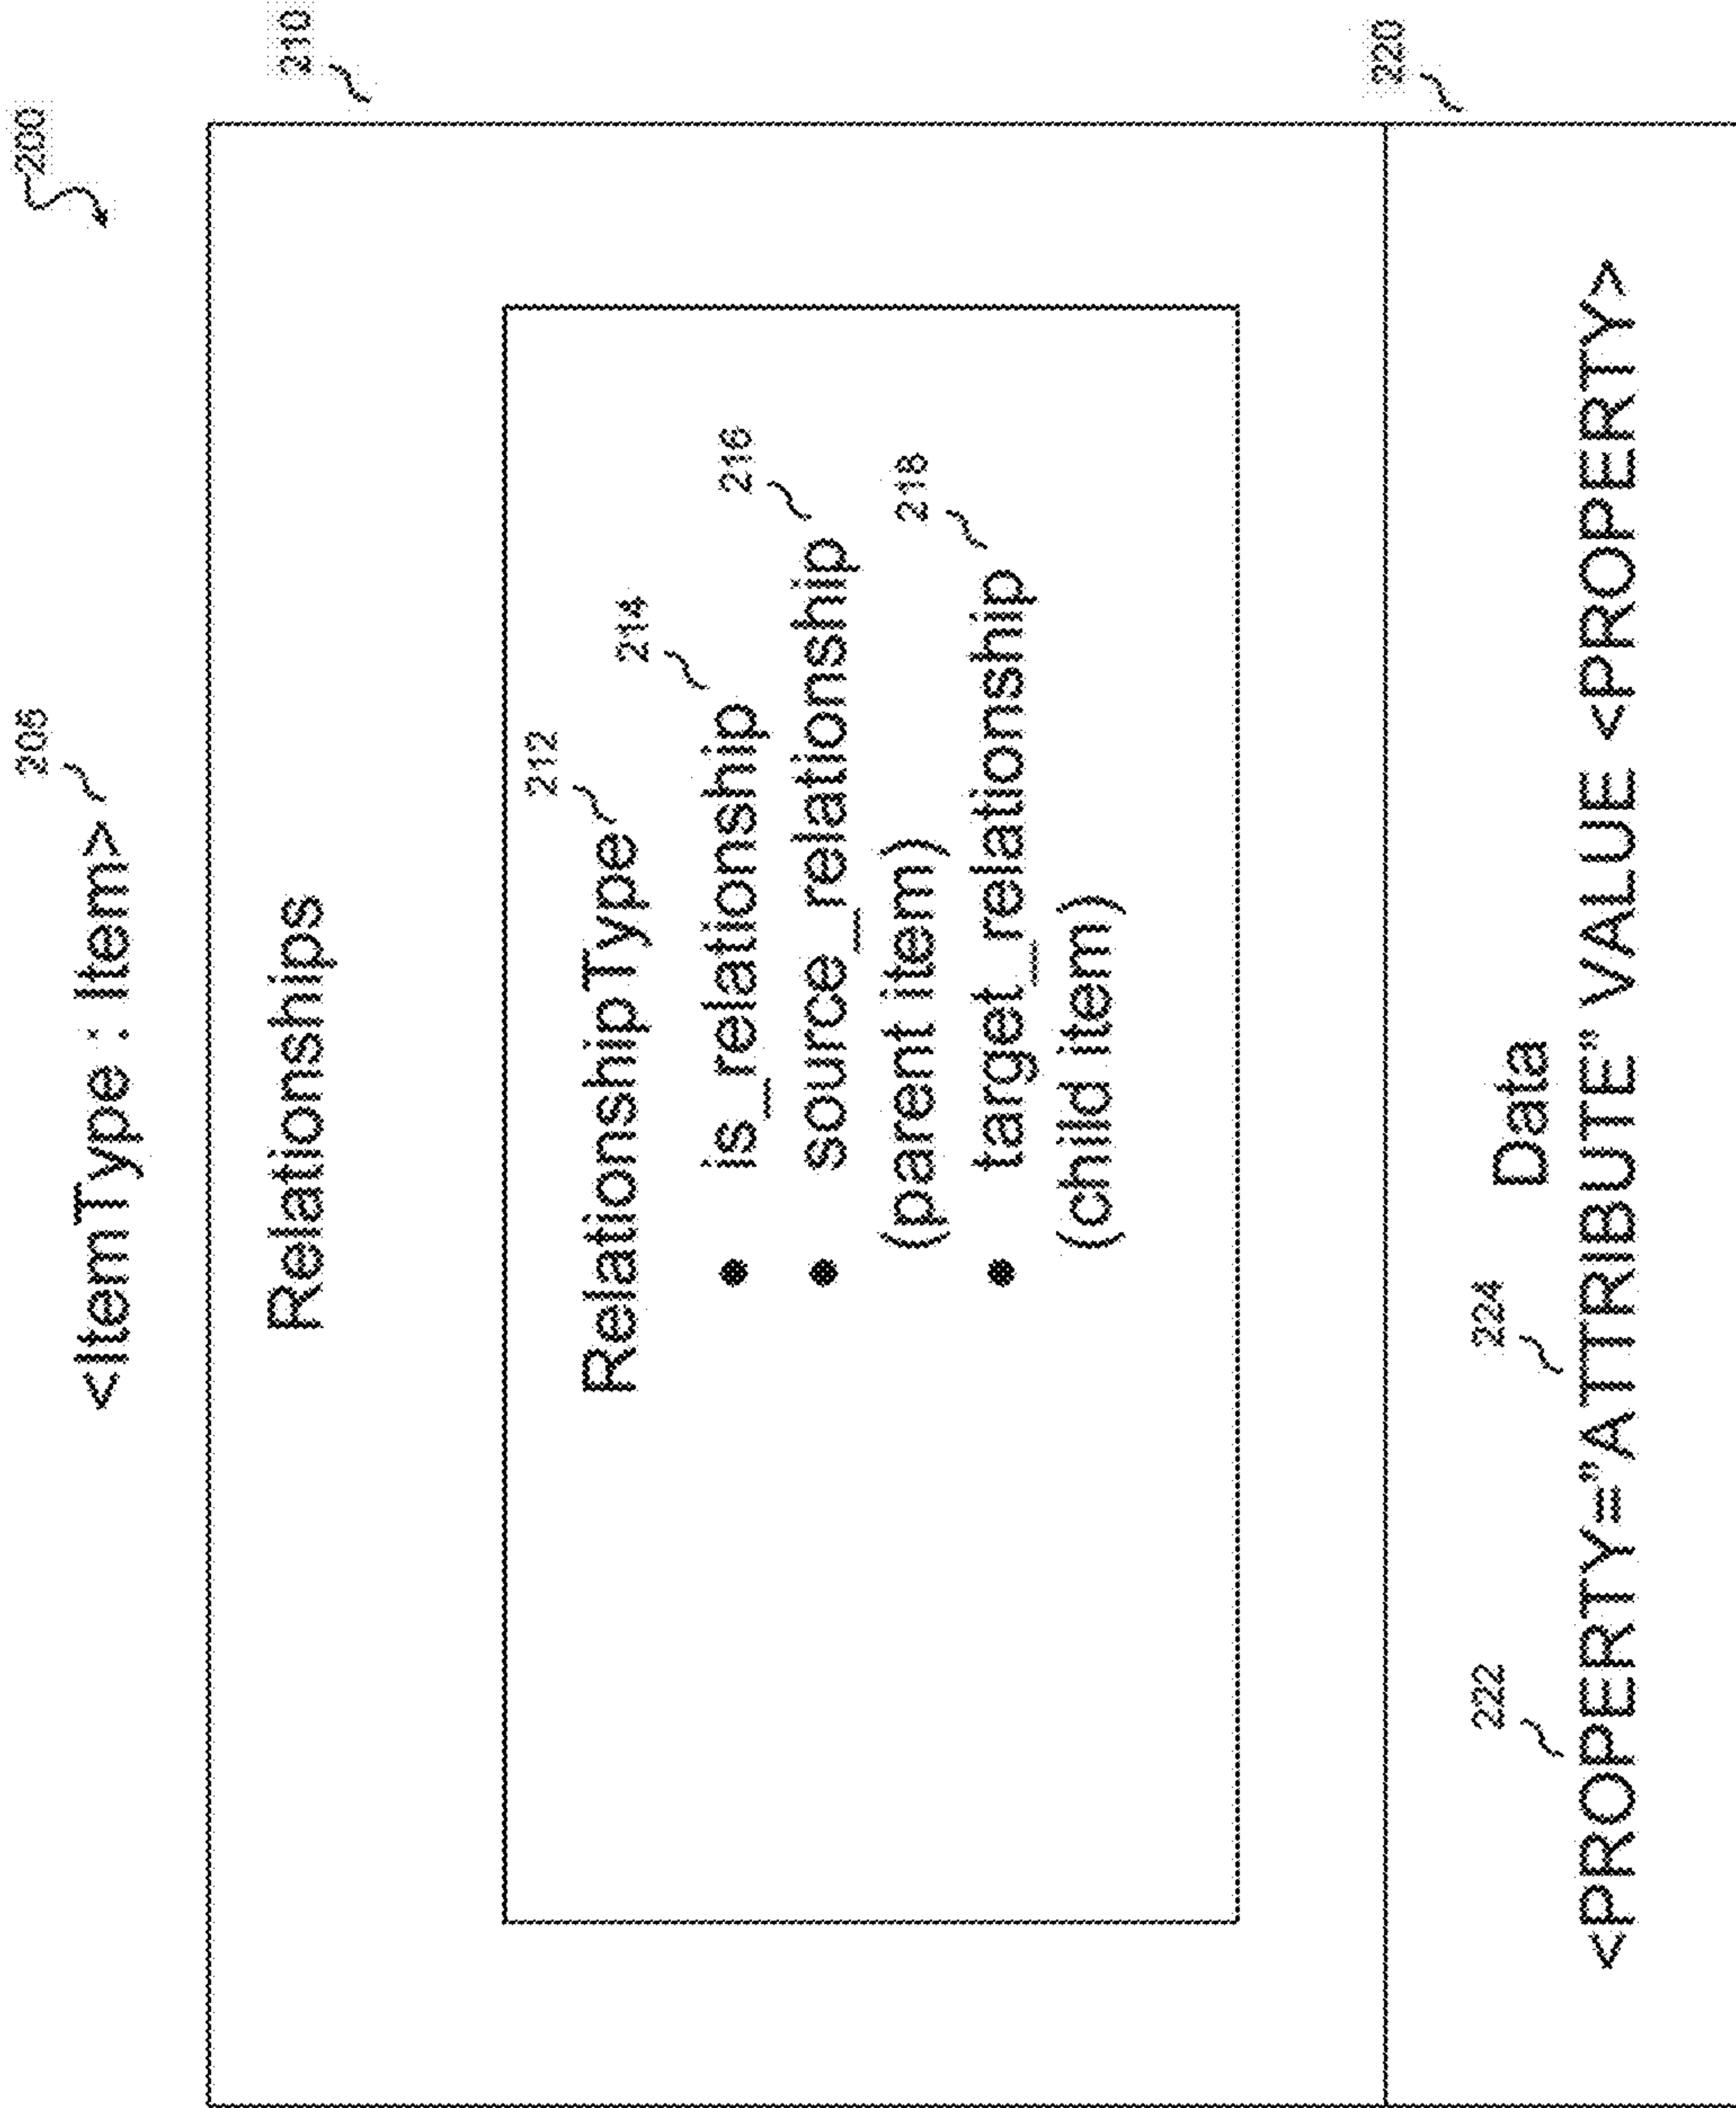 200
<ItemType : Item> 205
210
Relationships
RelationshipType 212
• is_relationship 214
• source_relationship 216
(parent item)
• target_relationship 218
(child item)
220
Data
222 224
<PROPERTY="ATTRIBUTE" VALUE <PROPERTY>